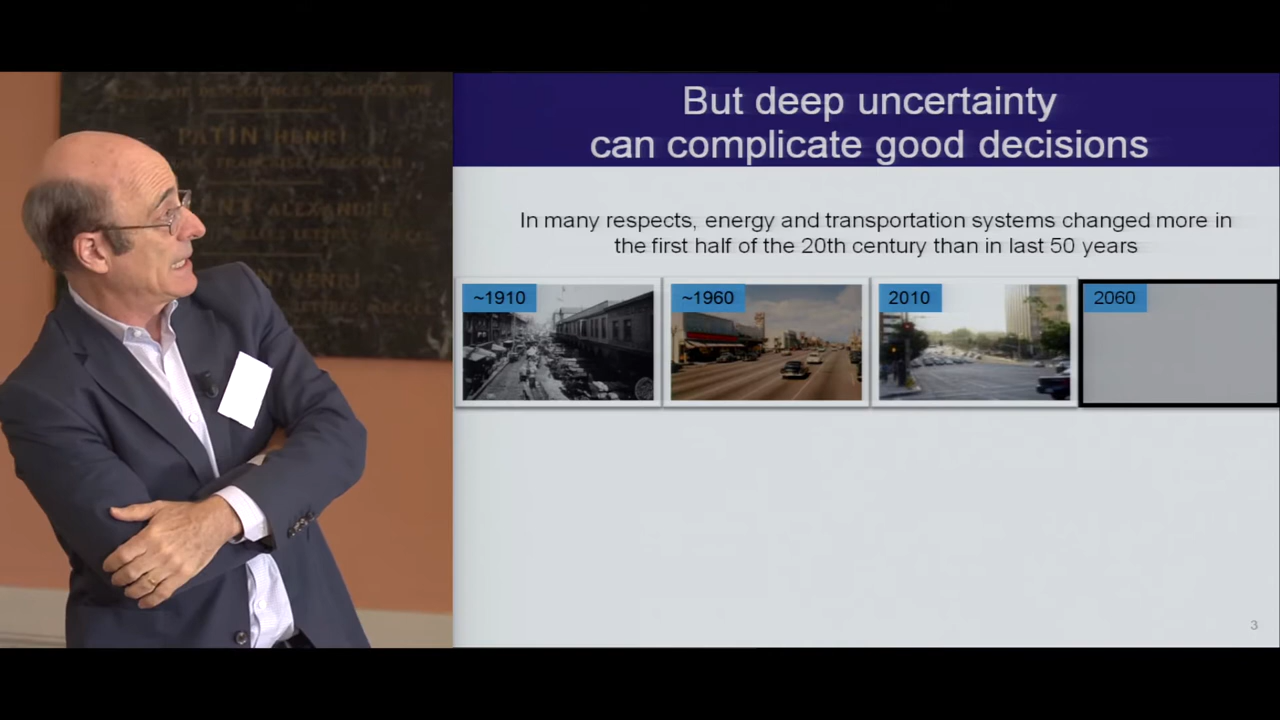 PATIN HENRI
But deep uncertainty
can complicate good decisions
In many respects, energy and transportation systems changed more in
the first half of the 20th century than in last 50 years
~1910
~1960
2010
2060
3